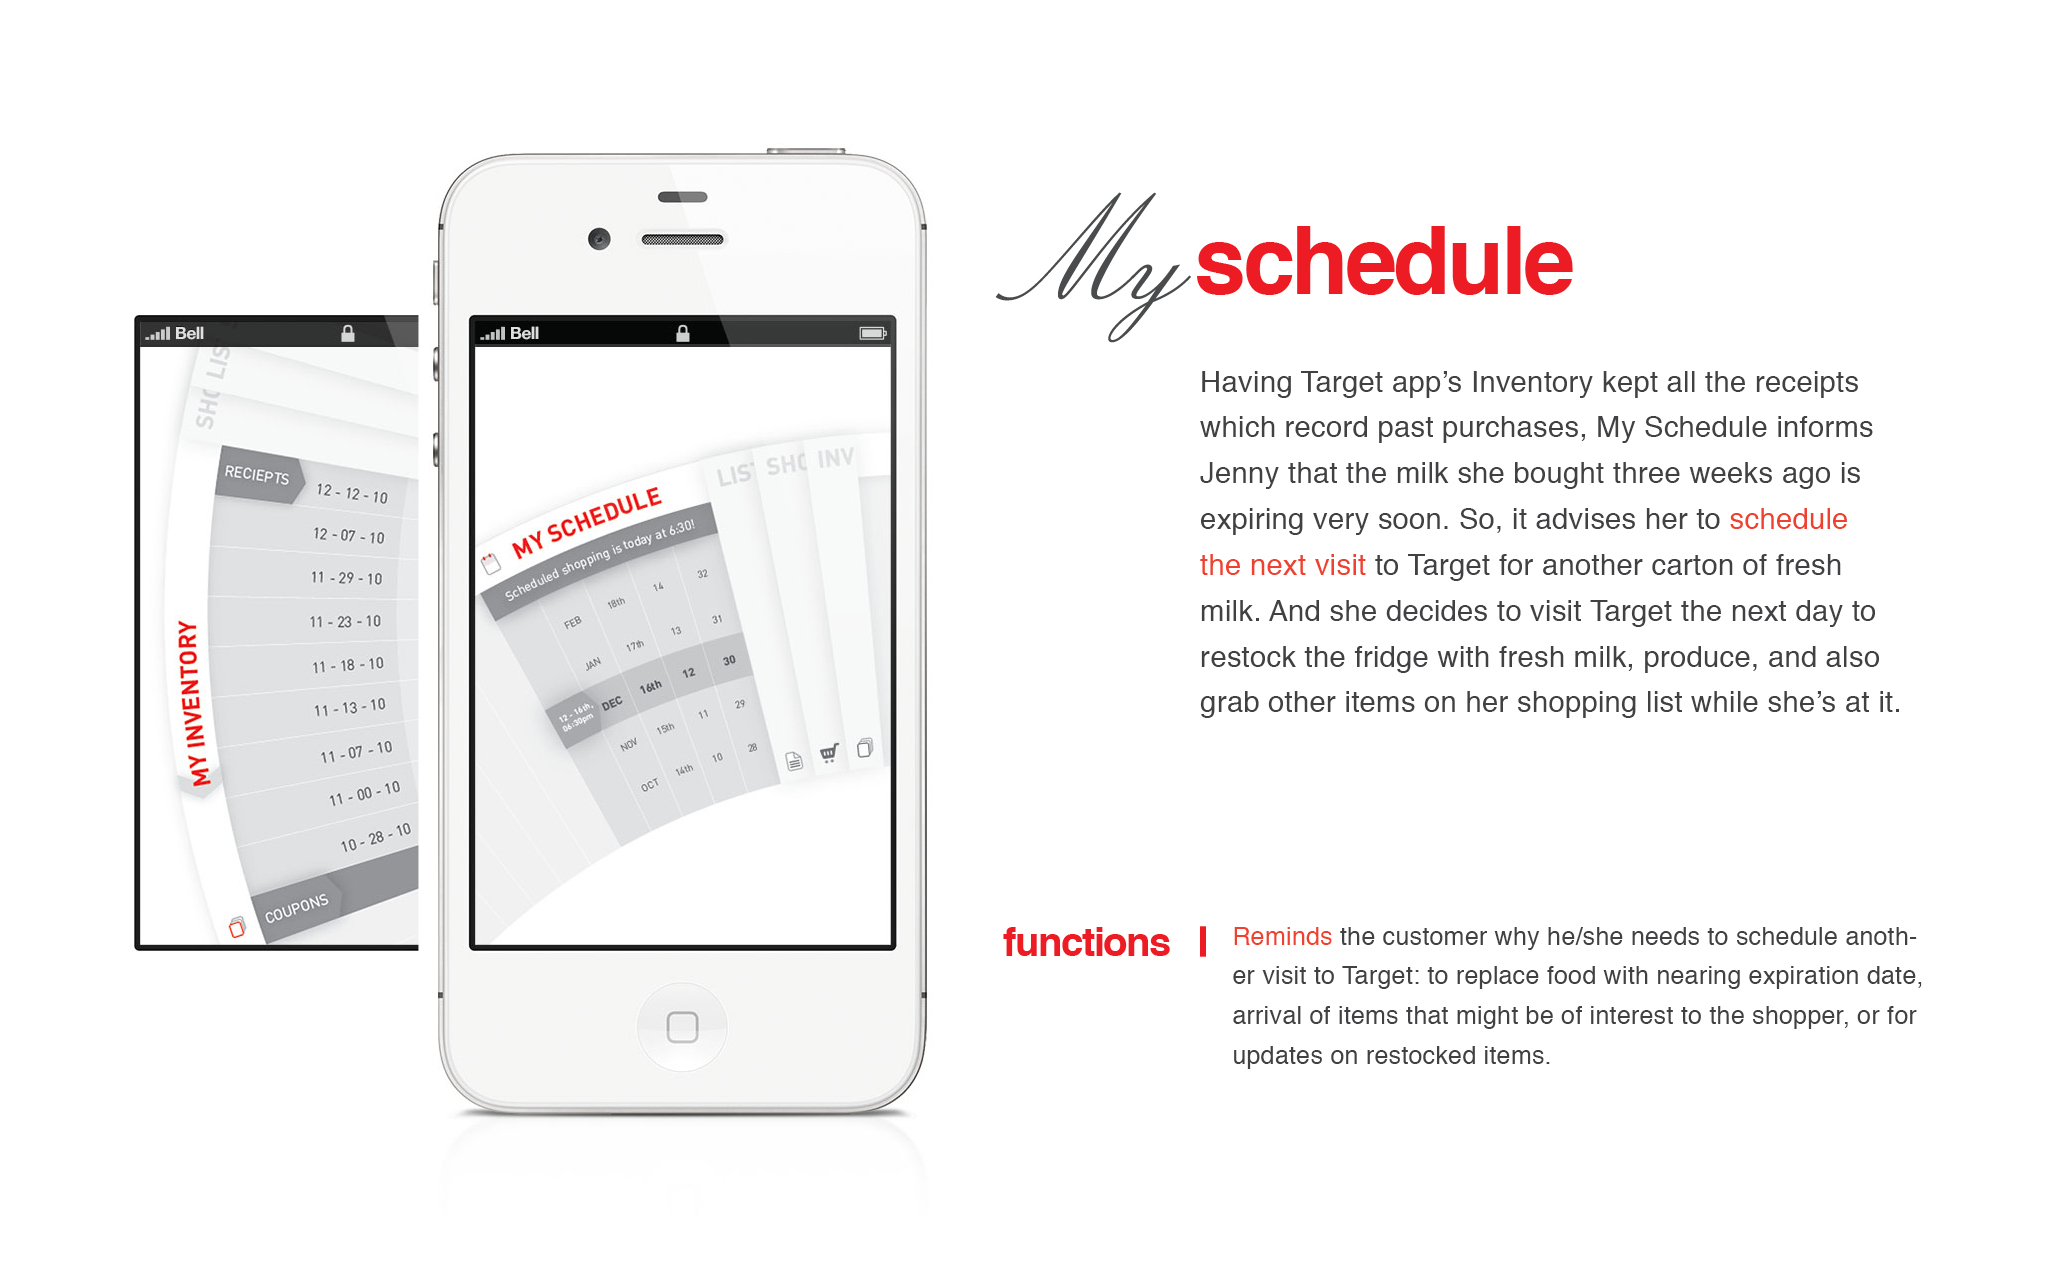 My schedule
Having Target app’s Inventory kept all the receipts
which record past purchases, My Schedule informs
Jenny that the milk she bought three weeks ago is
expiring very soon. So, it advises her to schedule
the next visit to Target for another carton of fresh
milk. And she decides to visit Target the next day to
restock the fridge with fresh milk, produce, and also
grab other items on her shopping list while she’s at it.
functions
Reminds the customer why he/she needs to schedule anoth-
er visit to Target: to replace food with nearing expiration date,
arrival of items that might be of interest to the shopper, or for
updates on restocked items.
Bell
LIS
SHO
MY INVENTORY
RECIEPTS
12 - 12 - 10
12 - 07 - 10
11 - 29 - 10
11 - 23 - 10
11 - 18 - 10
11 - 13 - 10
11 - 07 - 10
11 - 00 - 10
10 - 28 - 10
COUPONS
Bell
MY SCHEDULE
LIST
SHO
INV
Scheduled shopping is today at 6:30!
FEB 18th 14 32
JAN 17th 13 31
12 - 16th,
06:30pm
DEC 16th 12 30
NOV 15th 11 29
OCT 14th 10 28